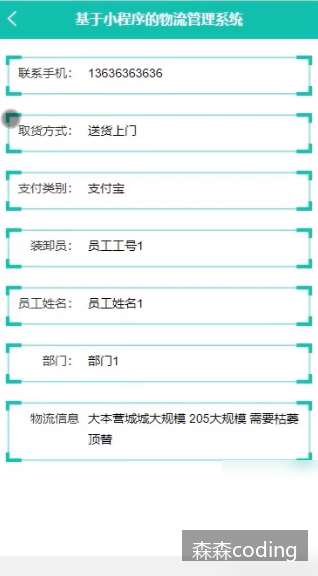 基于小程序的物流管理系统
联系手机： 13636363636
取货方式： 送货上门
支付类别： 支付宝
装卸员： 员工工号1
员工姓名： 员工姓名1
部门： 部门1
物流信息 大本营城城大规模 205大规模 需要枯萎
顶替
森森coding